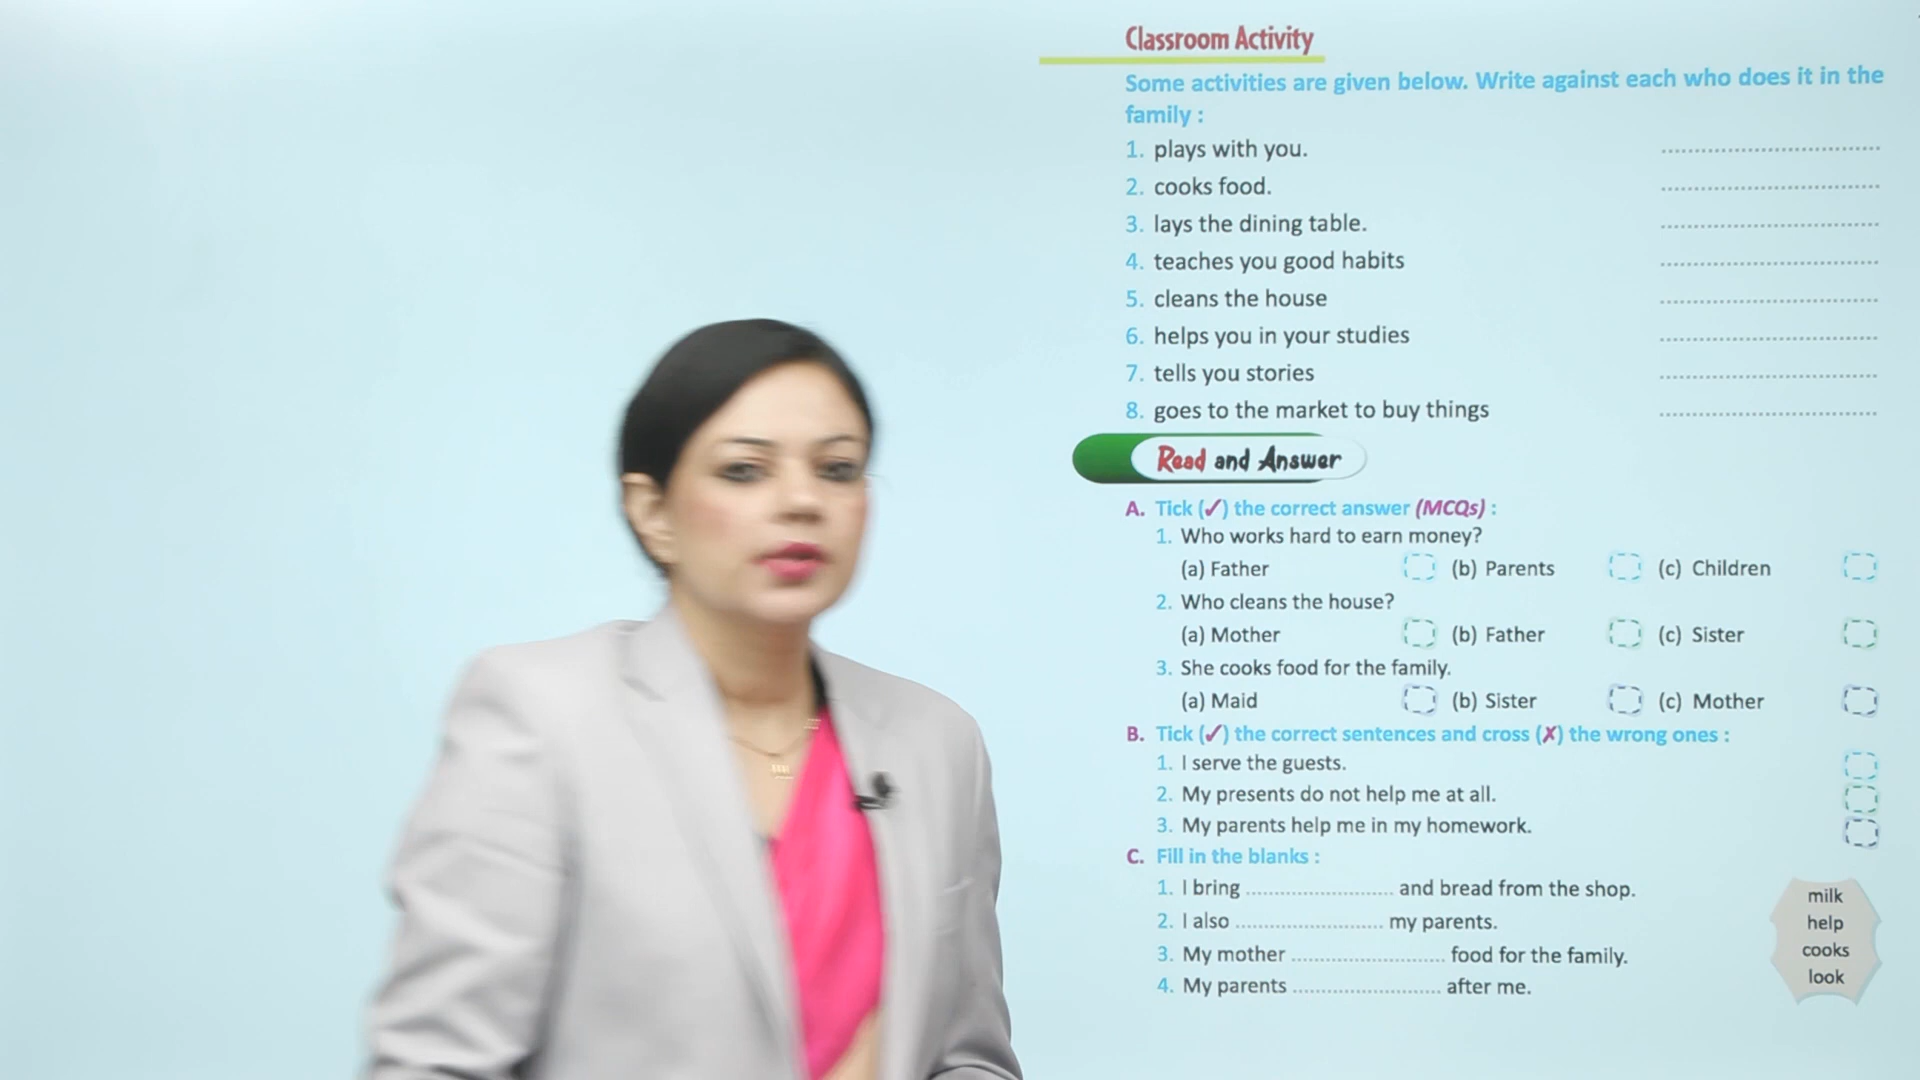 Classroom Activity
Some activities are given below. Write against each who does it in the
family :
1. plays with you. ................................
2. cooks food. ................................
3. lays the dining table. ................................
4. teaches you good habits ................................
5. cleans the house ................................
6. helps you in your studies ................................
7. tells you stories ................................
8. goes to the market to buy things ................................
Read and Answer
A. Tick (✓) the correct answer (MCQs) :
1. Who works hard to earn money?
(a) Father (b) Parents (c) Children
2. Who cleans the house?
(a) Mother (b) Father (c) Sister
3. She cooks food for the family.
(a) Maid (b) Sister (c) Mother
B. Tick (✓) the correct sentences and cross (✗) the wrong ones :
1. I serve the guests.
2. My presents do not help me at all.
3. My parents help me in my homework.
C. Fill in the blanks :
1. I bring ........................ and bread from the shop.
2. I also ........................ my parents.
3. My mother ........................ food for the family.
4. My parents ........................ after me.
milk
help
cooks
look